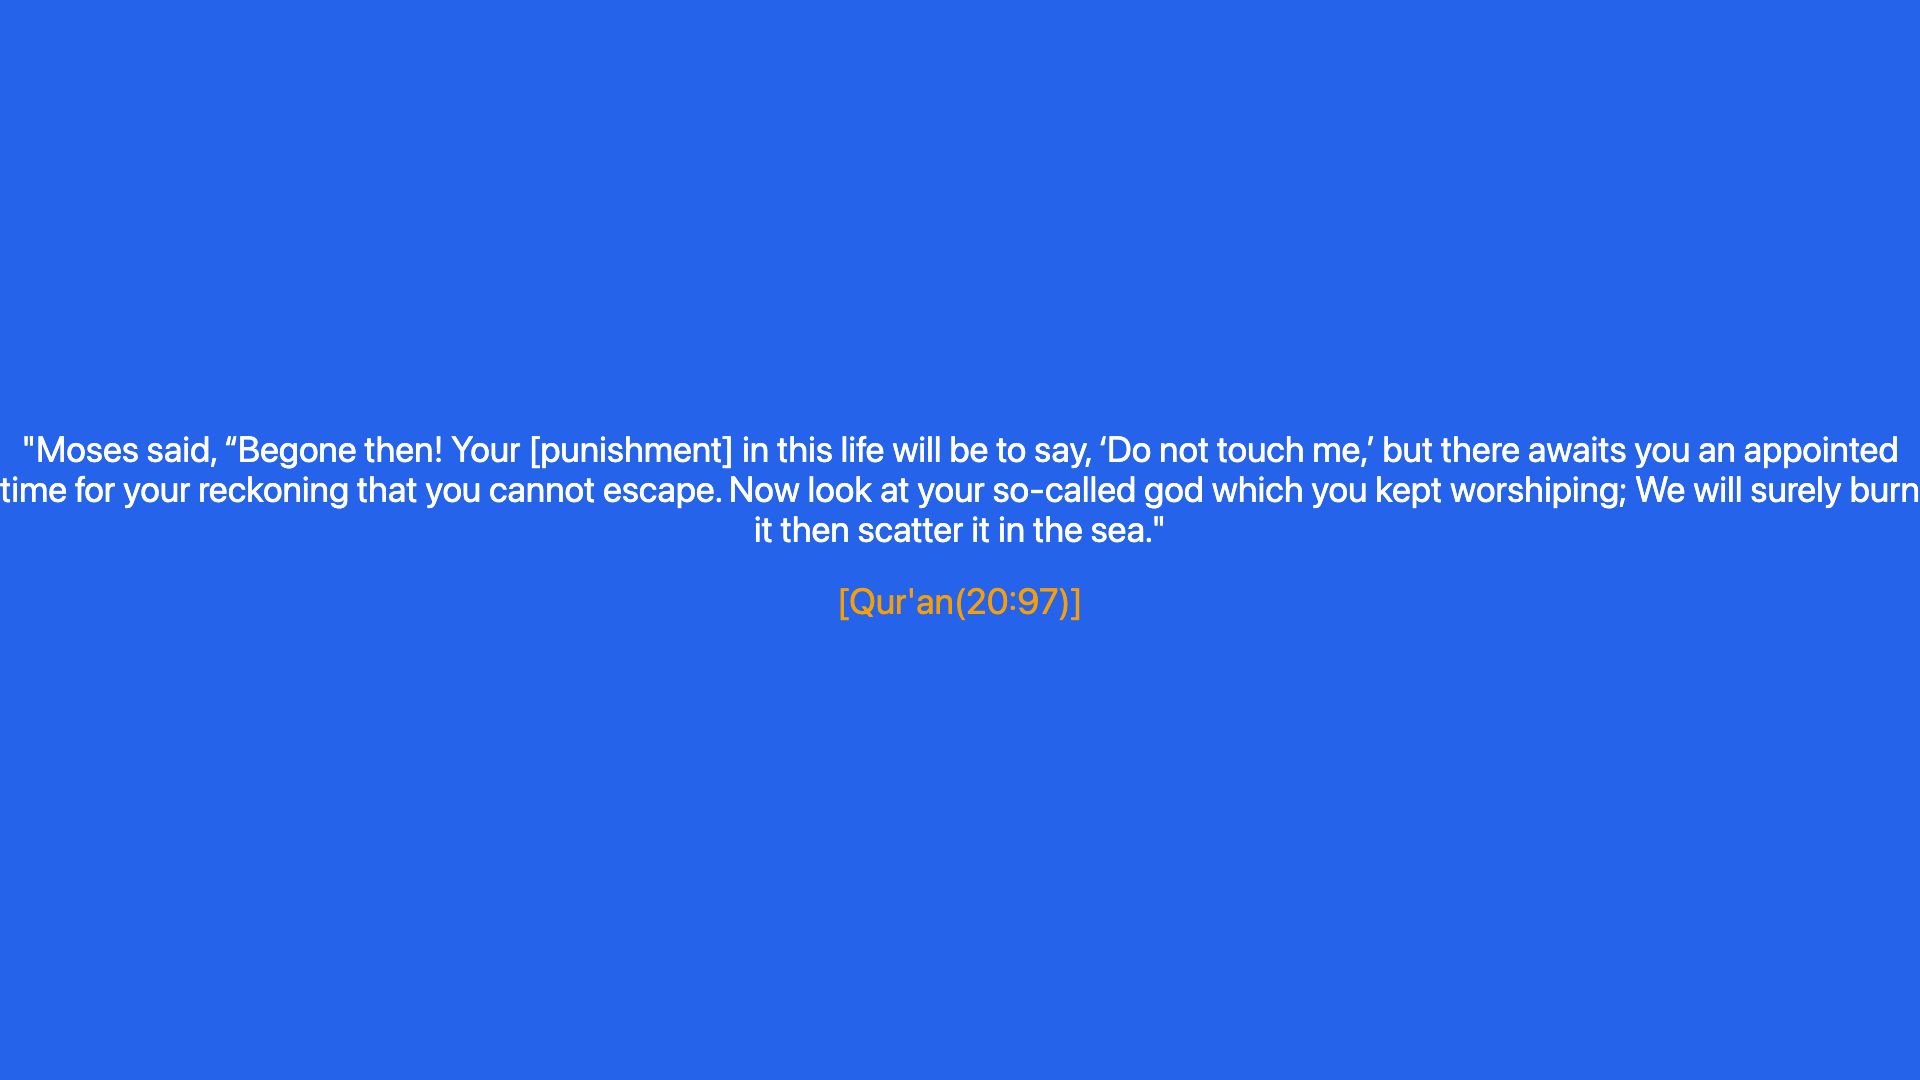 "Moses said, “Begone then! Your [punishment] in this life will be to say, ‘Do not touch me,’ but there awaits you an appointed
time for your reckoning that you cannot escape. Now look at your so-called god which you kept worshiping; We will surely burn
it then scatter it in the sea."
[Qur'an(20:97)]